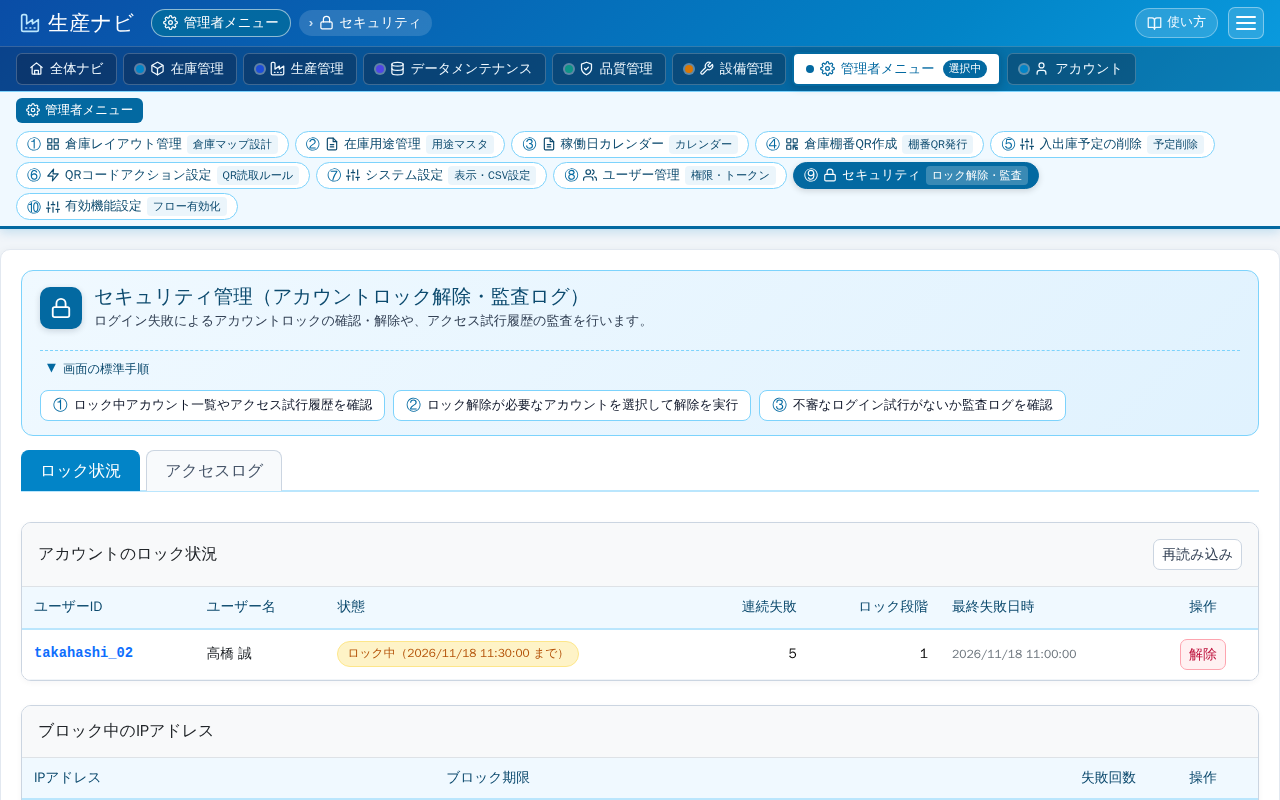 生産ナビ 管理者メニュー › セキュリティ 使い方
全体ナビ 在庫管理 生産管理 データメンテナンス 品質管理 設備管理 管理者メニュー 選択中 アカウント
管理者メニュー
① 倉庫レイアウト管理 倉庫マップ設計 ② 在庫用途管理 用途マスタ ③ 稼働日カレンダー カレンダー ④ 倉庫棚番QR作成 棚番QR発行 ⑤ 入出庫予定の削除 予定削除
⑥ QRコードアクション設定 QR読取ルール ⑦ システム設定 表示・CSV設定 ⑧ ユーザー管理 権限・トークン ⑨ セキュリティ ロック解除・監査
⑩ 有効機能設定 フロー有効化
セキュリティ管理（アカウントロック解除・監査ログ）
ログイン失敗によるアカウントロックの確認・解除や、アクセス試行履歴の監査を行います。
▼ 画面の標準手順
① ロック中アカウント一覧やアクセス試行履歴を確認 ② ロック解除が必要なアカウントを選択して解除を実行 ③ 不審なログイン試行がないか監査ログを確認
ロック状況 アクセスログ
アカウントのロック状況 再読み込み
ユーザーID ユーザー名 状態 連続失敗 ロック段階 最終失敗日時 操作
takahashi_02 高橋 誠 ロック中（2026/11/18 11:30:00 まで） 5 1 2026/11/18 11:00:00 解除
ブロック中のIPアドレス
IPアドレス ブロック期限 失敗回数 操作